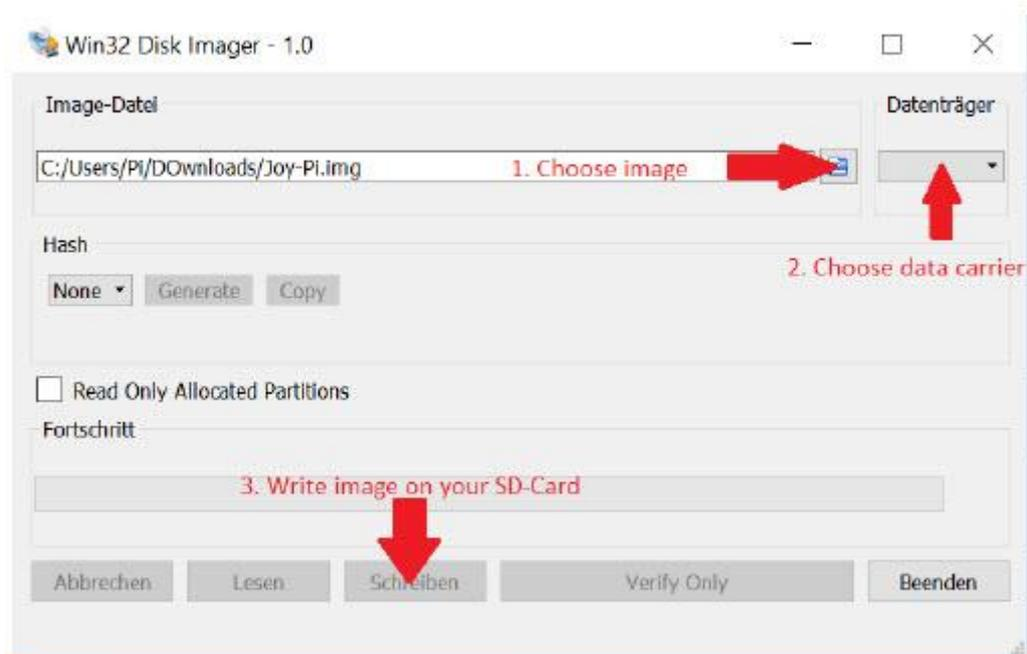 Win32 Disk Imager - 1.0
Image-Datei
Datenträger
C:/Users/Pi/DOwnloads/Joy-Pi.img
1. Choose image
2. Choose data carrier
Hash
None
Generate
Copy
Read Only Allocated Partitions
Fortschritt
3. Write image on your SD-Card
Abbrechen
Lesen
Schreiben
Verify Only
Beenden